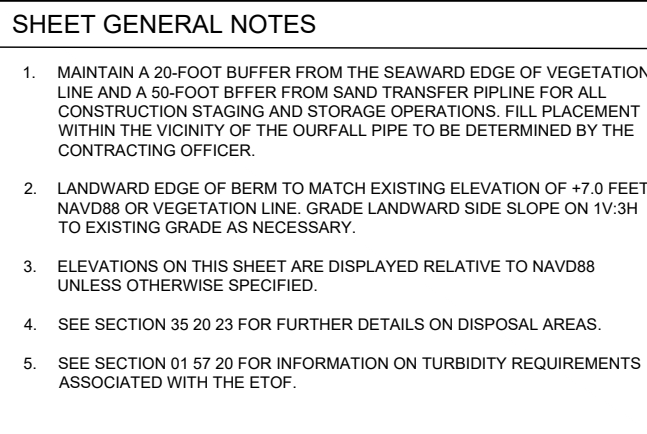 SHEET GENERAL NOTES
1. MAINTAIN A 20-FOOT BUFFER FROM THE SEAWARD EDGE OF VEGETATION
LINE AND A 50-FOOT BFFER FROM SAND TRANSFER PIPLINE FOR ALL
CONSTRUCTION STAGING AND STORAGE OPERATIONS. FILL PLACEMENT
WITHIN THE VICINITY OF THE OURFALL PIPE TO BE DETERMINED BY THE
CONTRACTING OFFICER.
2. LANDWARD EDGE OF BERM TO MATCH EXISTING ELEVATION OF +7.0 FEET
NAVD88 OR VEGETATION LINE. GRADE LANDWARD SIDE SLOPE ON 1V:3H
TO EXISTING GRADE AS NECESSARY.
3. ELEVATIONS ON THIS SHEET ARE DISPLAYED RELATIVE TO NAVD88
UNLESS OTHERWISE SPECIFIED.
4. SEE SECTION 35 20 23 FOR FURTHER DETAILS ON DISPOSAL AREAS.
5. SEE SECTION 01 57 20 FOR INFORMATION ON TURBIDITY REQUIREMENTS
ASSOCIATED WITH THE ETOF.